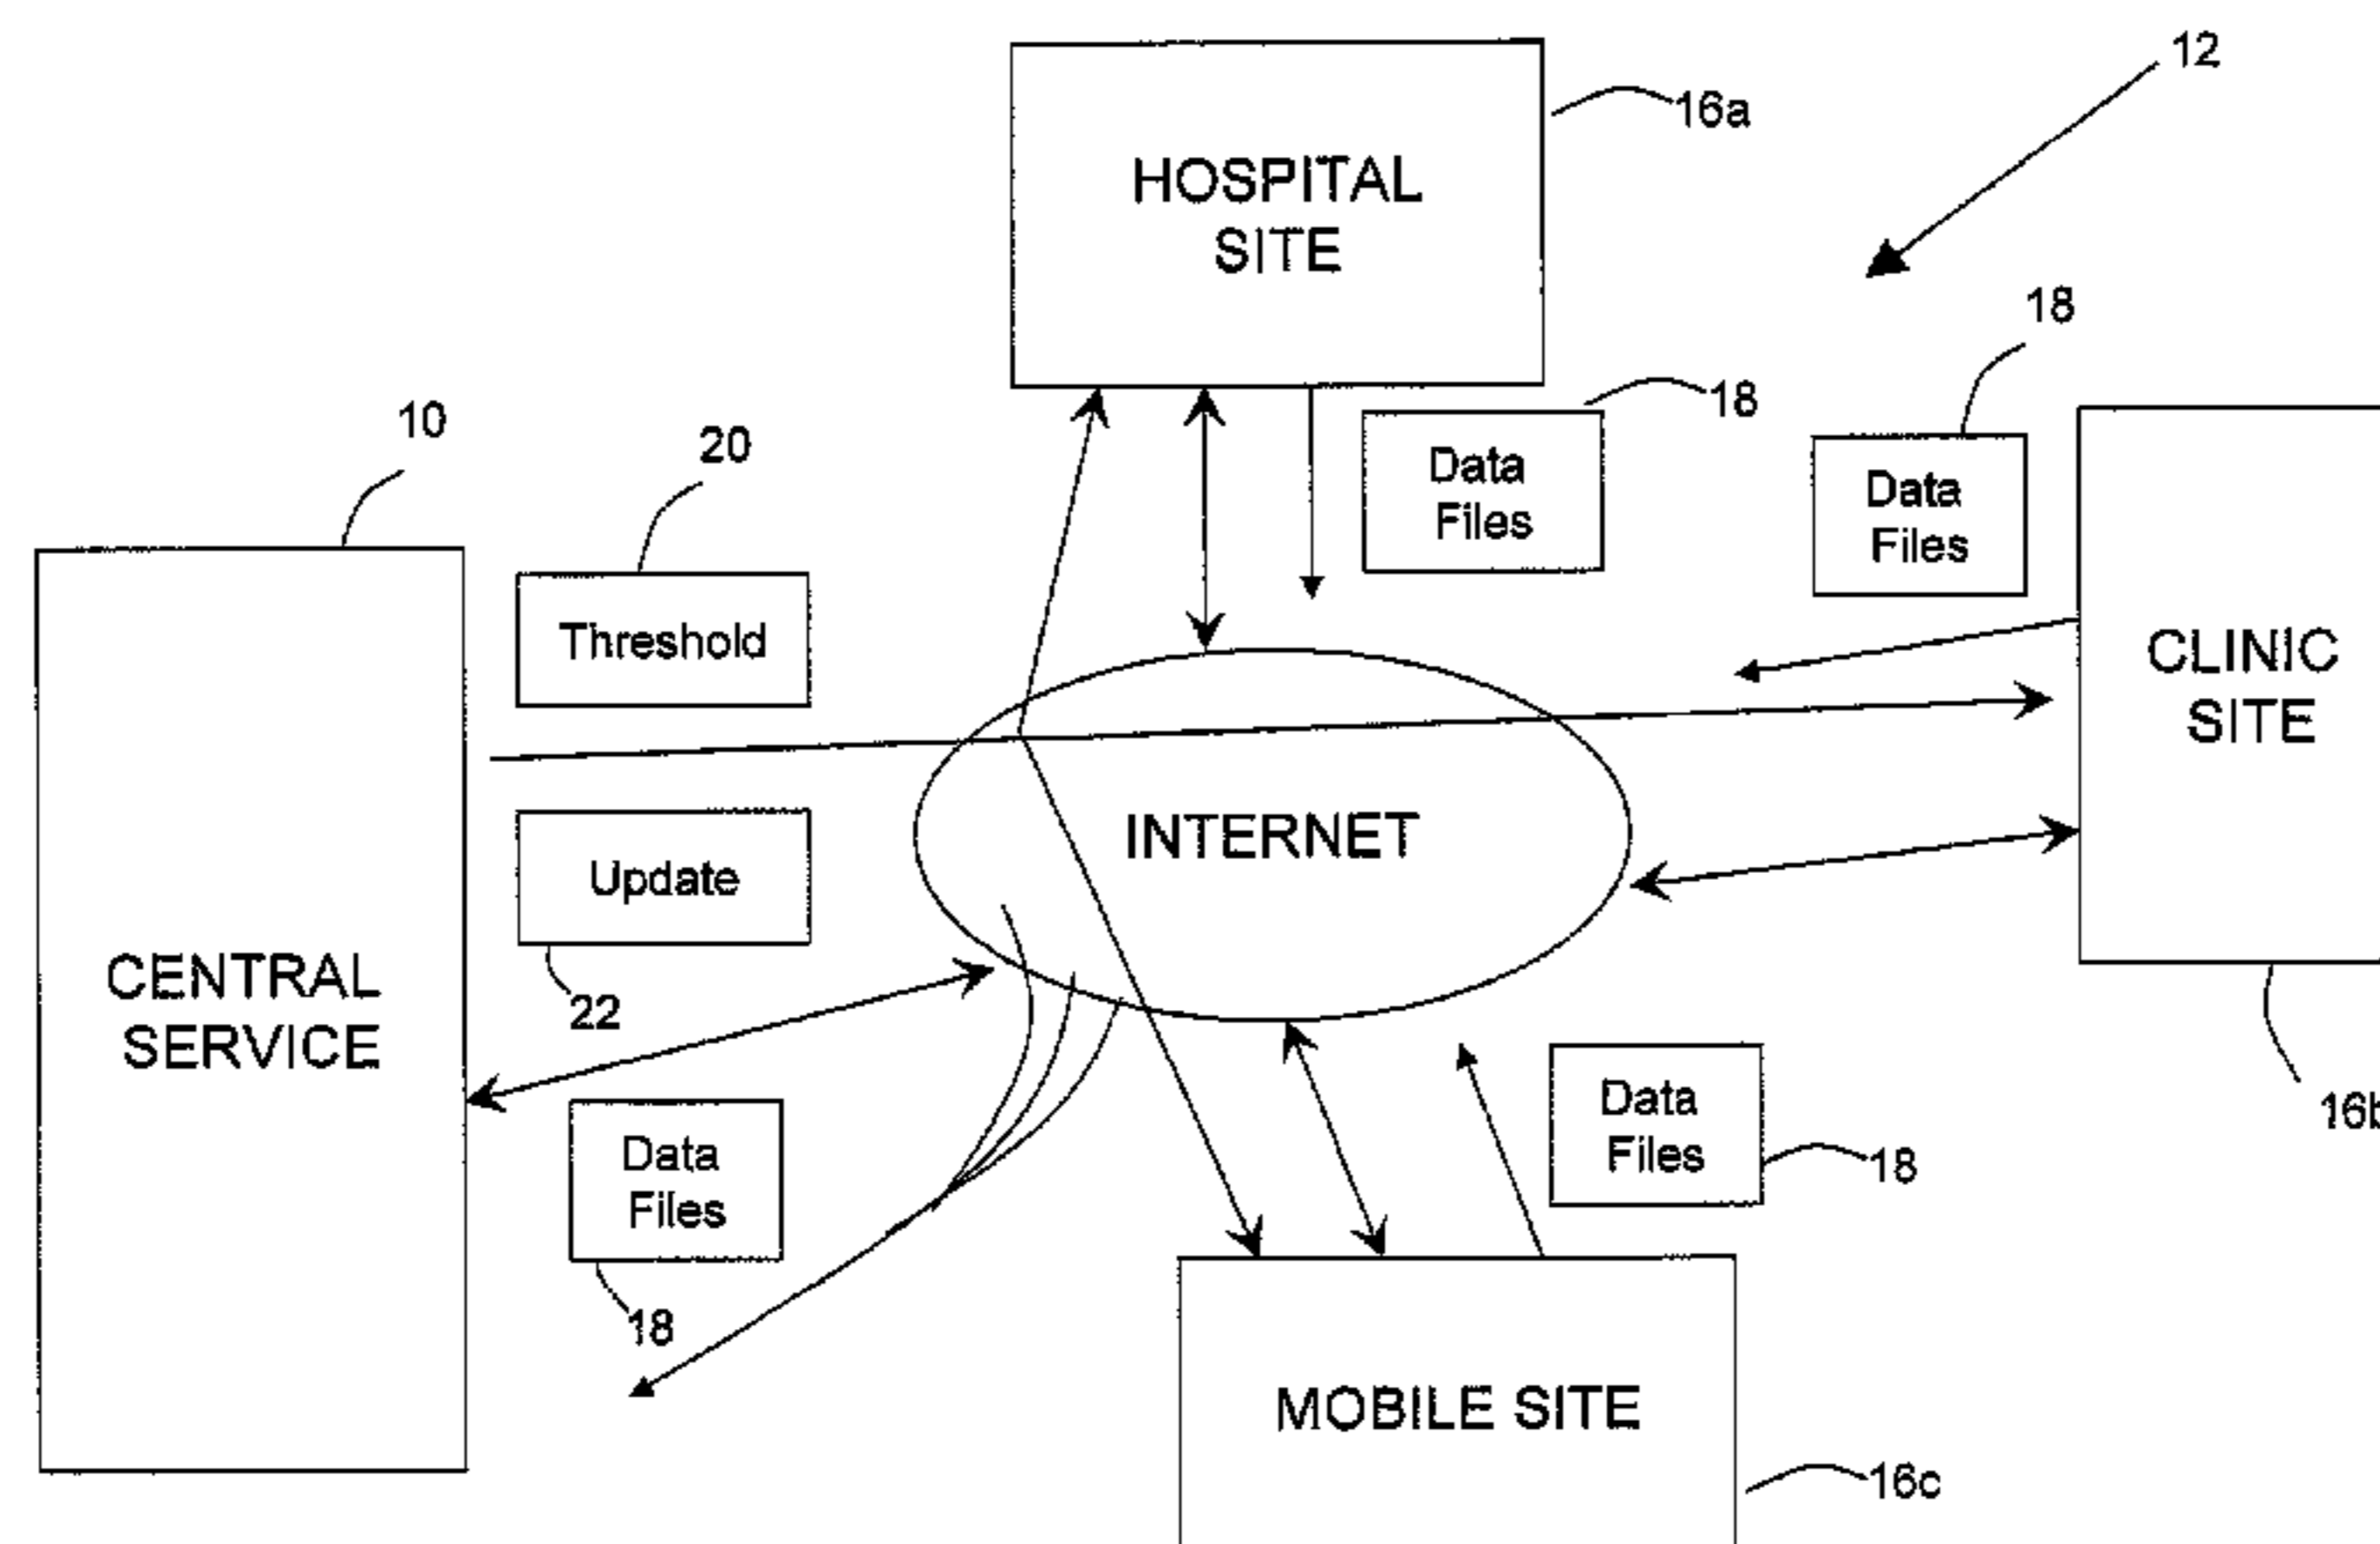 12
HOSPITAL
SITE
16a
18
Data
Files
18
Data
Files
10
20
Threshold
CLINIC
SITE
INTERNET
Update
22
CENTRAL
SERVICE
16b
Data
Files
18
Data
Files
18
MOBILE SITE
16c